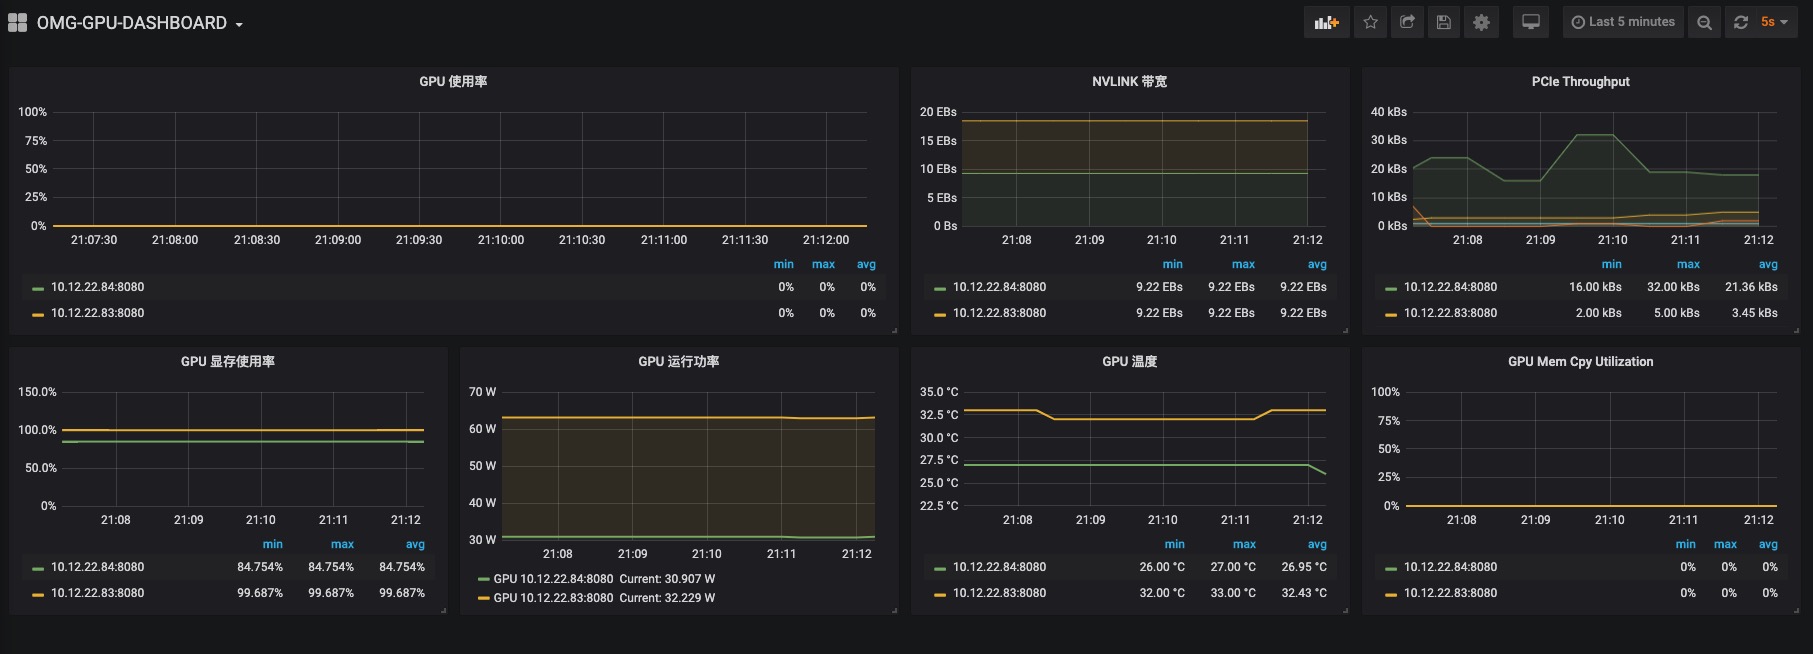 OMG-GPU-DASHBOARD
Last 5 minutes
5s
GPU 使用率
100%
75%
50%
25%
0%
21:07:30 21:08:00 21:08:30 21:09:00 21:09:30 21:10:00 21:10:30 21:11:00 21:11:30 21:12:00
min max avg
10.12.22.84:8080 0% 0% 0%
10.12.22.83:8080 0% 0% 0%
NVLINK 带宽
20 EBs
15 EBs
10 EBs
5 EBs
0 Bs
21:08 21:09 21:10 21:11 21:12
min max avg
10.12.22.84:8080 9.22 EBs 9.22 EBs 9.22 EBs
10.12.22.83:8080 9.22 EBs 9.22 EBs 9.22 EBs
PCIe Throughput
40 kBs
30 kBs
20 kBs
10 kBs
0 kBs
21:08 21:09 21:10 21:11 21:12
min max avg
10.12.22.84:8080 16.00 kBs 32.00 kBs 21.36 kBs
10.12.22.83:8080 2.00 kBs 5.00 kBs 3.45 kBs
GPU 显存使用率
150.0%
100.0%
50.0%
0%
21:08 21:09 21:10 21:11 21:12
min max avg
10.12.22.84:8080 84.754% 84.754% 84.754%
10.12.22.83:8080 99.687% 99.687% 99.687%
GPU 运行功率
70 W
60 W
50 W
40 W
30 W
21:08 21:09 21:10 21:11 21:12
GPU 10.12.22.84:8080 Current: 30.907 W
GPU 10.12.22.83:8080 Current: 32.229 W
GPU 温度
35.0 °C
32.5 °C
30.0 °C
27.5 °C
25.0 °C
22.5 °C
21:08 21:09 21:10 21:11 21:12
min max avg
10.12.22.84:8080 26.00 °C 27.00 °C 26.95 °C
10.12.22.83:8080 32.00 °C 33.00 °C 32.43 °C
GPU Mem Cpy Utilization
100%
75%
50%
25%
0%
21:08 21:09 21:10 21:11 21:12
min max avg
10.12.22.84:8080 0% 0% 0%
10.12.22.83:8080 0% 0% 0%